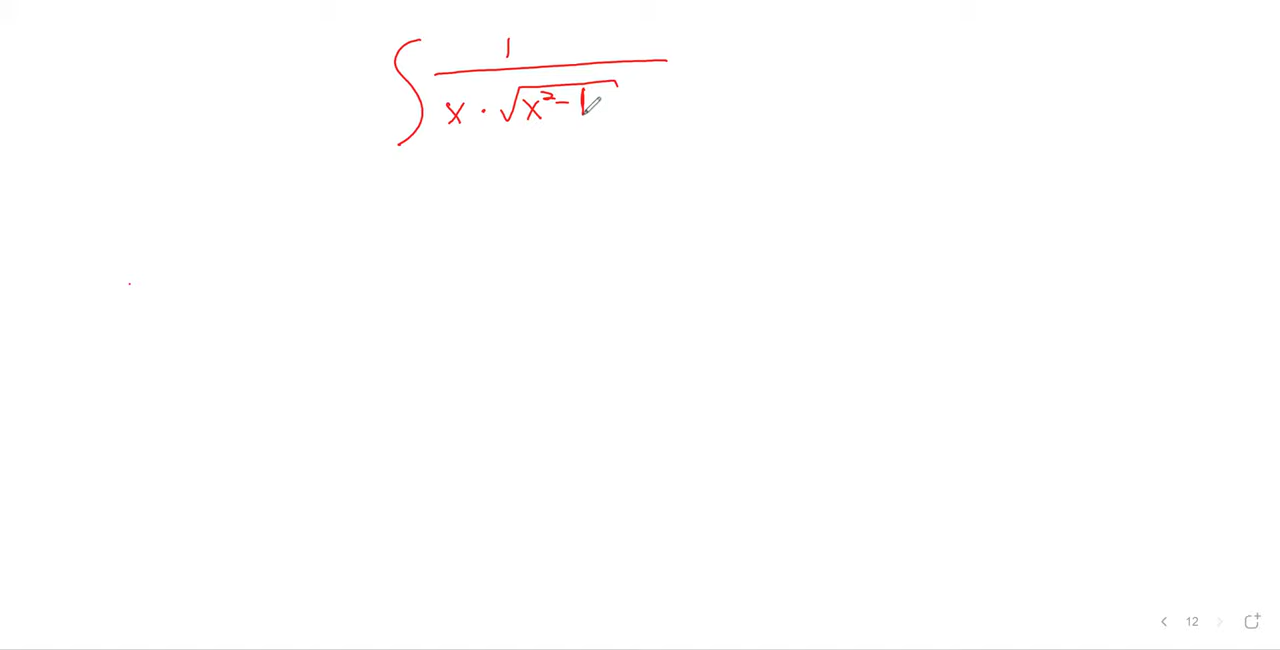 ∫ 1 / (x · √(x² − 1))
12